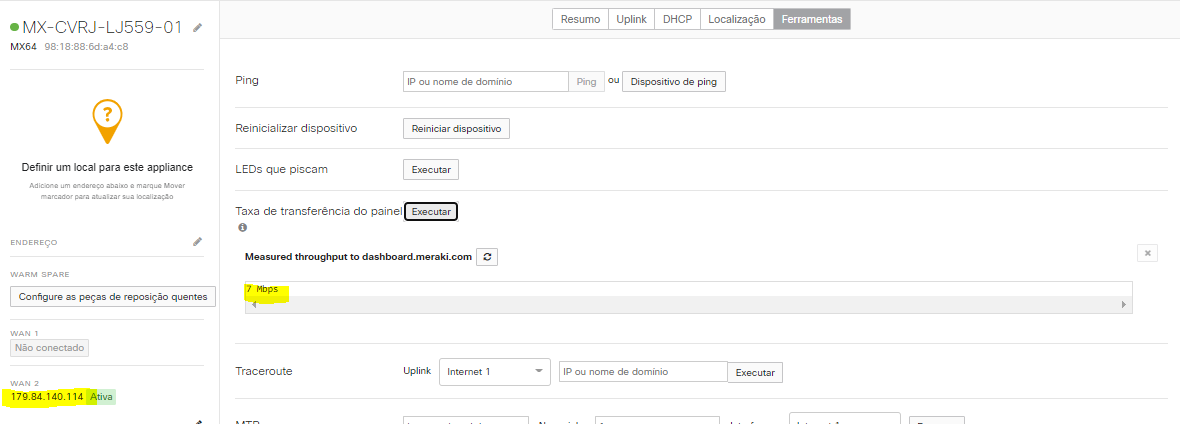 MX-CVRJ-LJ559-01
MX64 98:18:88:6d:a4:c8
?
Definir um local para este appliance
Adicione um endereço abaixo e marque Mover
marcador para atualizar sua localização
ENDEREÇO
WARM SPARE
Configure as peças de reposição quentes
WAN 1
Não conectado
WAN 2
179.84.140.114 Ativa
Resumo Uplink DHCP Localização Ferramentas
Ping IP ou nome de domínio Ping ou Dispositivo de ping
Reinicializar dispositivo Reiniciar dispositivo
LEDs que piscam Executar
Taxa de transferência do painel Executar
Measured throughput to dashboard.meraki.com
7 Mbps
Traceroute Uplink Internet 1 IP ou nome de domínio Executar
MTR